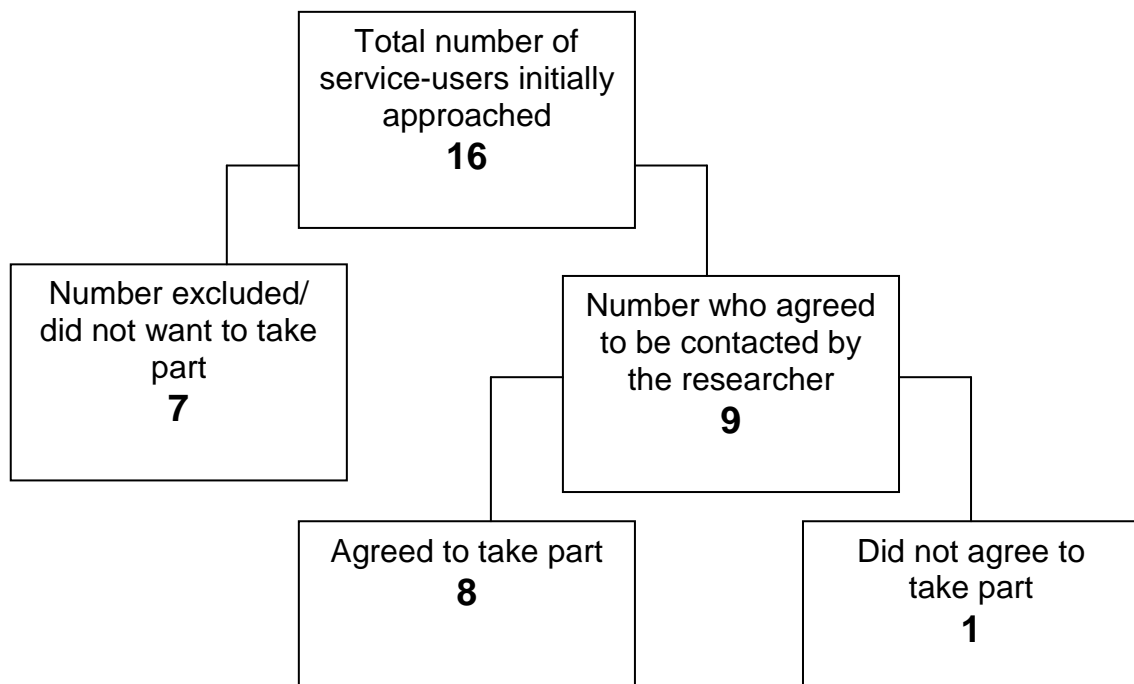 Total number of
service-users initially
approached
16
Number excluded/
did not want to take
part
7
Number who agreed
to be contacted by
the researcher
9
Agreed to take part
8
Did not agree to
take part
1